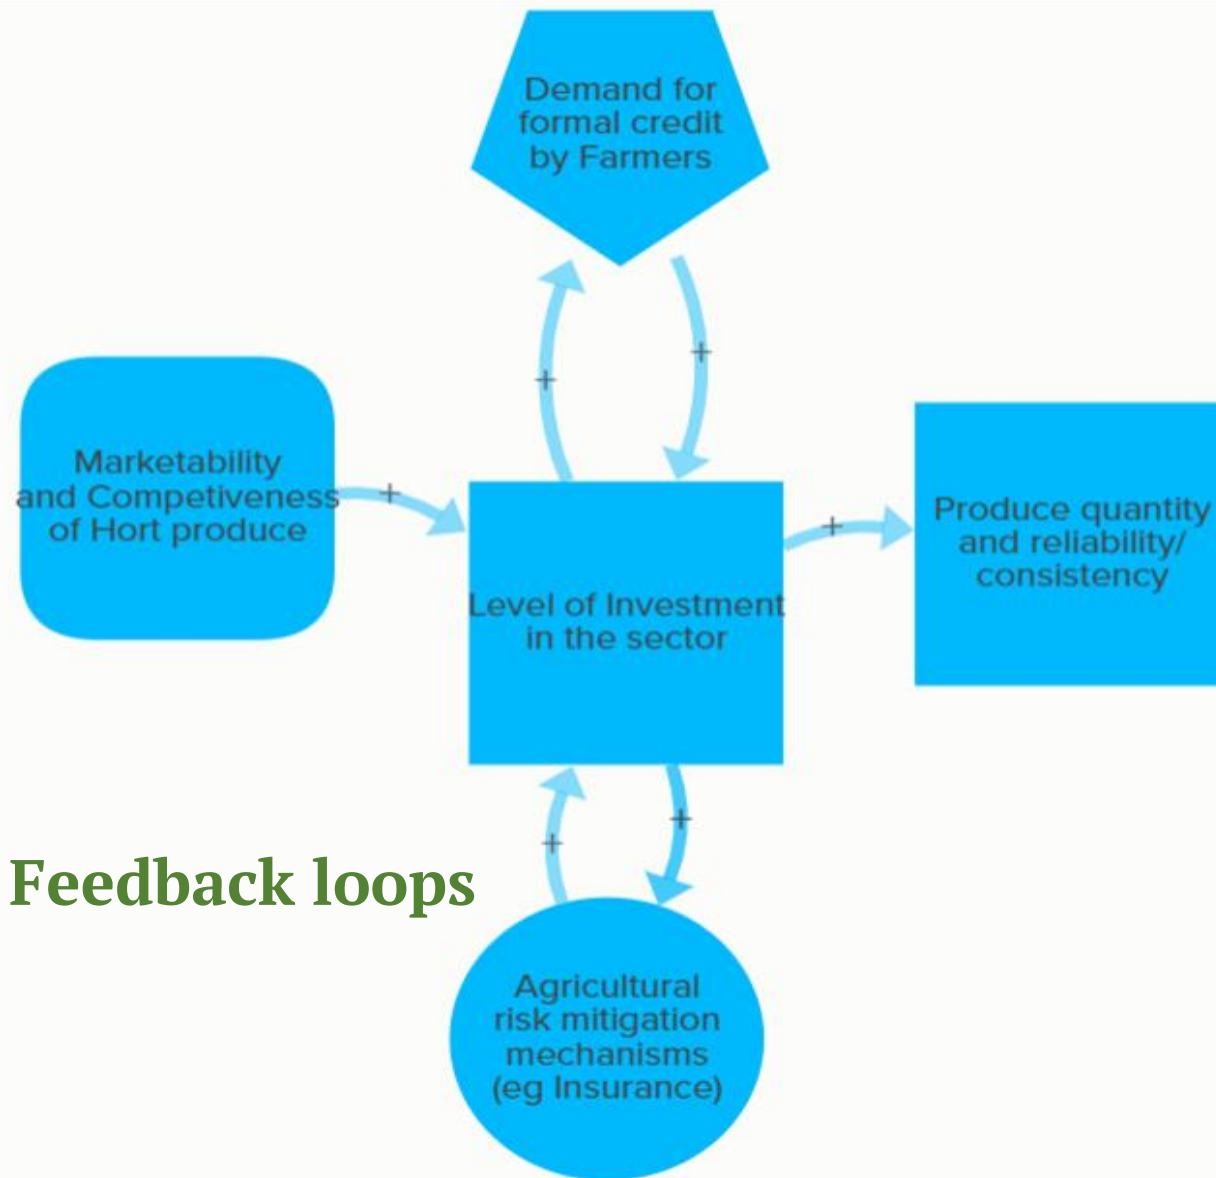 Demand for
formal credit
by Farmers
+
+
Marketability
and Competiveness
of Hort produce
+
Level of Investment
in the sector
+
Produce quantity
and reliability/
consistency
+
+
Feedback loops
Agricultural
risk mitigation
mechanisms
(eg Insurance)